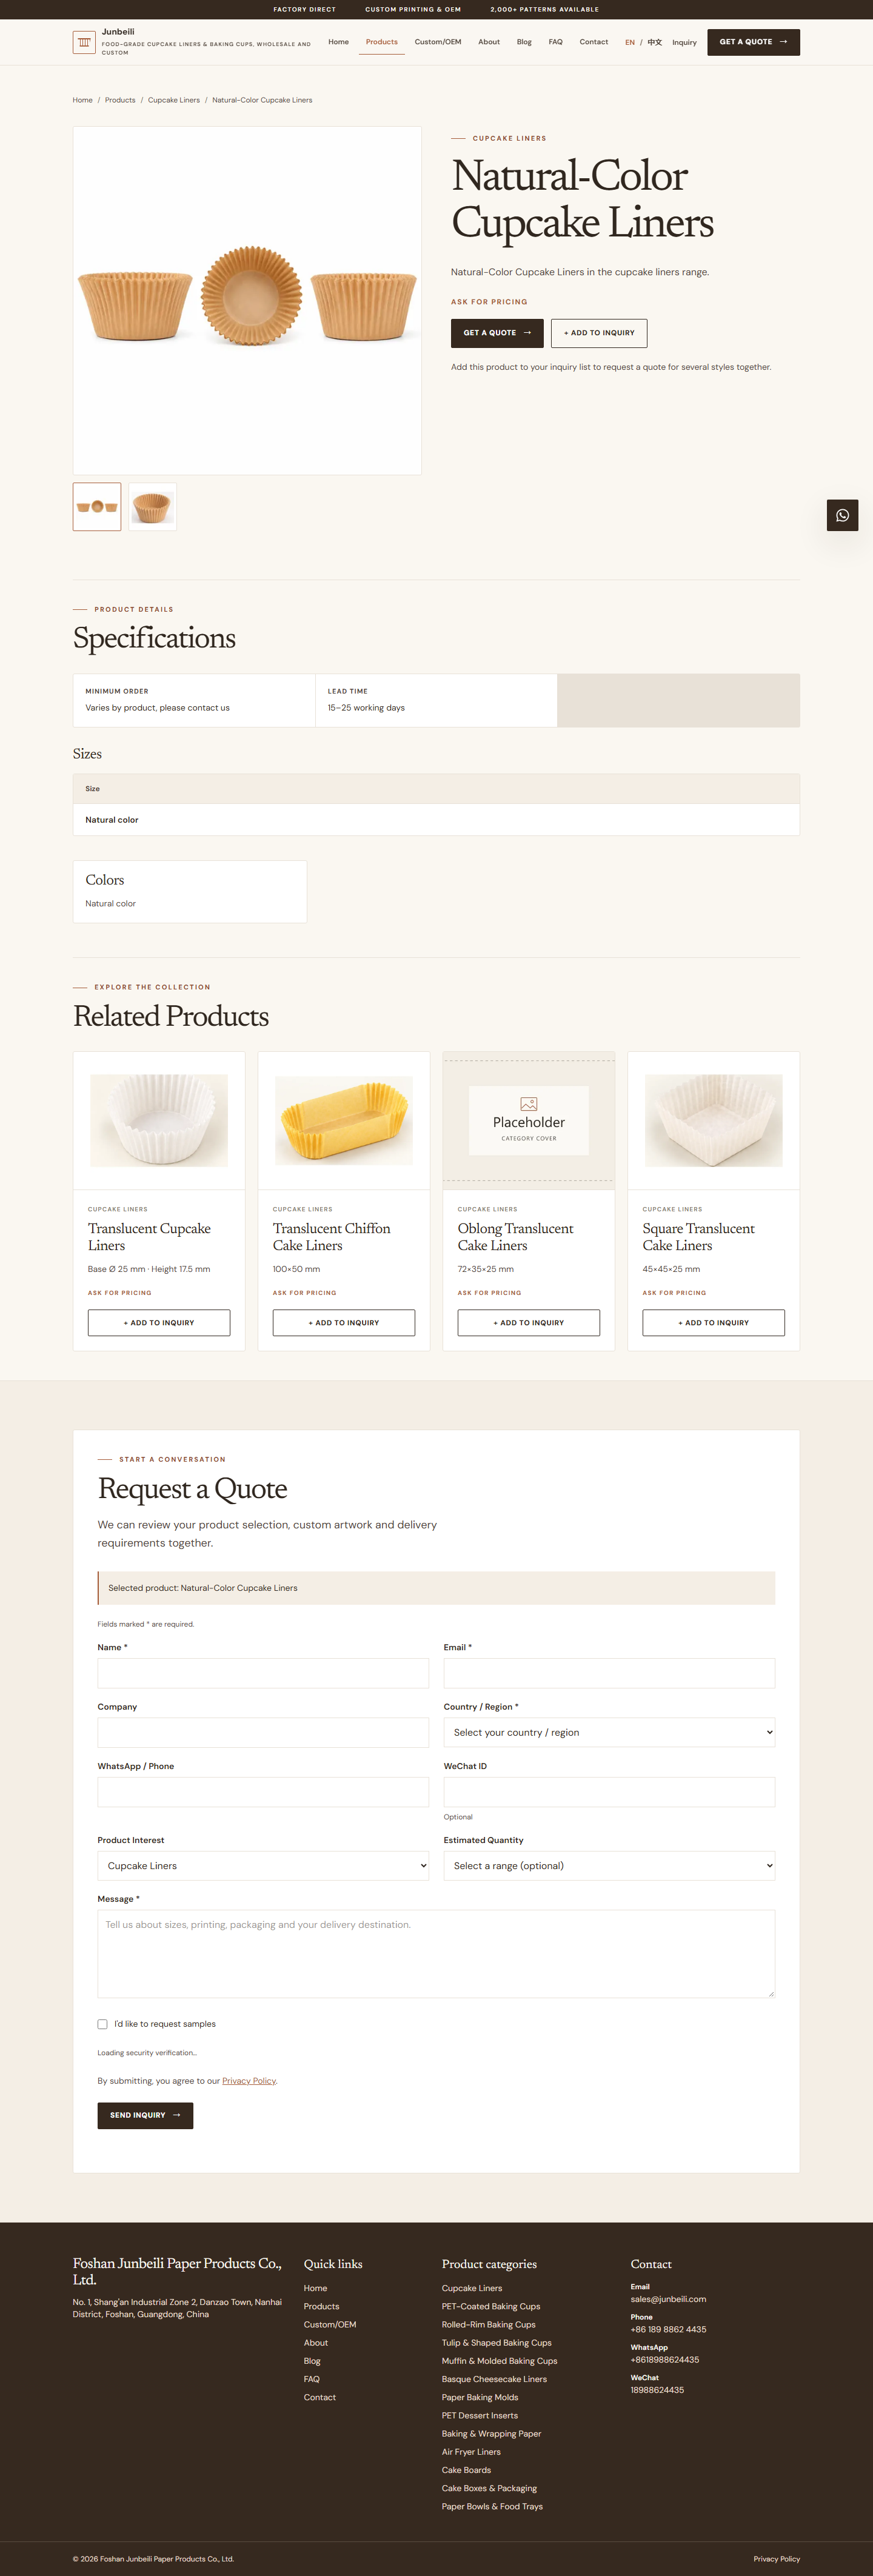 FACTORY DIRECT CUSTOM PRINTING & OEM 2,000+ PATTERNS AVAILABLE
Junbeili
FOOD-GRADE CUPCAKE LINERS & BAKING CUPS, WHOLESALE AND
CUSTOM
Home Products Custom/OEM About Blog FAQ Contact EN / 中文 Inquiry GET A QUOTE →
Home / Products / Cupcake Liners / Natural-Color Cupcake Liners
CUPCAKE LINERS
Natural-Color
Cupcake Liners
Natural-Color Cupcake Liners in the cupcake liners range.
ASK FOR PRICING
GET A QUOTE → + ADD TO INQUIRY
Add this product to your inquiry list to request a quote for several styles together.
PRODUCT DETAILS
Specifications
MINIMUM ORDER
Varies by product, please contact us
LEAD TIME
15–25 working days
Sizes
Size
Natural color
Colors
Natural color
EXPLORE THE COLLECTION
Related Products
CUPCAKE LINERS
Translucent Cupcake
Liners
Base Ø 25 mm · Height 17.5 mm
ASK FOR PRICING
+ ADD TO INQUIRY
CUPCAKE LINERS
Translucent Chiffon
Cake Liners
100×50 mm
ASK FOR PRICING
+ ADD TO INQUIRY
Placeholder
CATEGORY COVER
CUPCAKE LINERS
Oblong Translucent
Cake Liners
72×35×25 mm
ASK FOR PRICING
+ ADD TO INQUIRY
CUPCAKE LINERS
Square Translucent
Cake Liners
45×45×25 mm
ASK FOR PRICING
+ ADD TO INQUIRY
START A CONVERSATION
Request a Quote
We can review your product selection, custom artwork and delivery
requirements together.
Selected product: Natural-Color Cupcake Liners
Fields marked * are required.
Name * Email *
Company Country / Region *
Select your country / region
WhatsApp / Phone WeChat ID
Optional
Product Interest Estimated Quantity
Cupcake Liners Select a range (optional)
Message *
Tell us about sizes, printing, packaging and your delivery destination.
I'd like to request samples
Loading security verification…
By submitting, you agree to our Privacy Policy.
SEND INQUIRY →
Foshan Junbeili Paper Products Co.,
Ltd.
No. 1, Shang'an Industrial Zone 2, Danzao Town, Nanhai
District, Foshan, Guangdong, China
Quick links
Home
Products
Custom/OEM
About
Blog
FAQ
Contact
Product categories
Cupcake Liners
PET-Coated Baking Cups
Rolled-Rim Baking Cups
Tulip & Shaped Baking Cups
Muffin & Molded Baking Cups
Basque Cheesecake Liners
Paper Baking Molds
PET Dessert Inserts
Baking & Wrapping Paper
Air Fryer Liners
Cake Boards
Cake Boxes & Packaging
Paper Bowls & Food Trays
Contact
Email
sales@junbeili.com
Phone
+86 189 8862 4435
WhatsApp
+8618988624435
WeChat
18988624435
© 2026 Foshan Junbeili Paper Products Co., Ltd. Privacy Policy